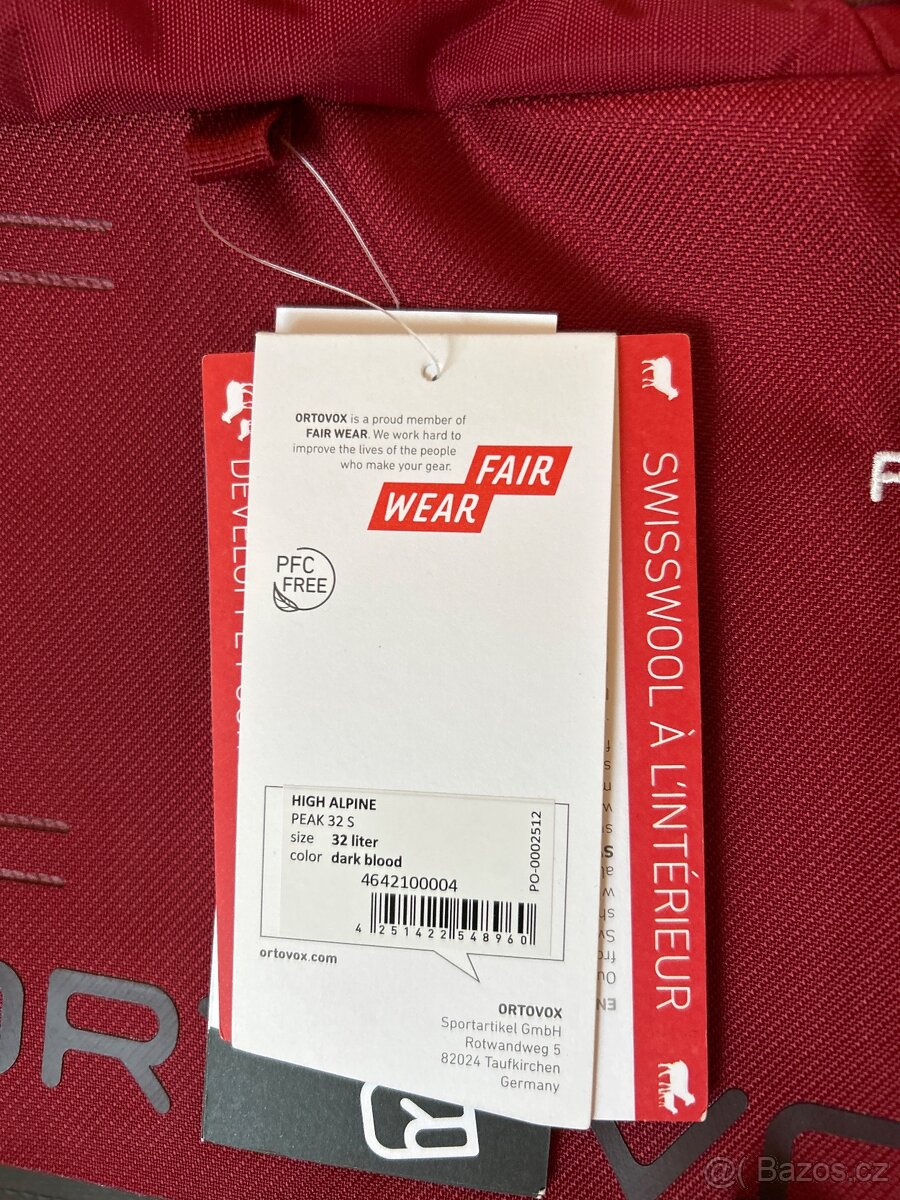 ORTOVOX is a proud member of
FAIR WEAR. We work hard to
improve the lives of the people
who make your gear.
FAIR
WEAR
PFC
FREE
HIGH ALPINE
PEAK 32 S
size 32 liter
color dark blood
4642100004
4 251422 548960
PO-0002512
ortovox.com
ORTOVOX
Sportartikel GmbH
Rotwandweg 5
82024 Taufkirchen
Germany
SWISSWOOL À L'INTÉRIEUR
EN
@( Bazos.cz